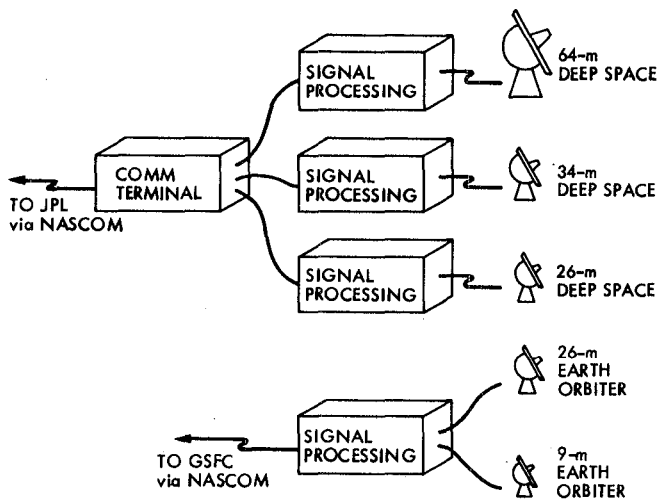 SIGNAL
PROCESSING
64-m
DEEP SPACE
COMM
TERMINAL
SIGNAL
PROCESSING
34-m
DEEP SPACE
TO JPL
via NASCOM
SIGNAL
PROCESSING
26-m
DEEP SPACE
26-m
EARTH
ORBITER
SIGNAL
PROCESSING
TO GSFC
via NASCOM
9-m
EARTH
ORBITER